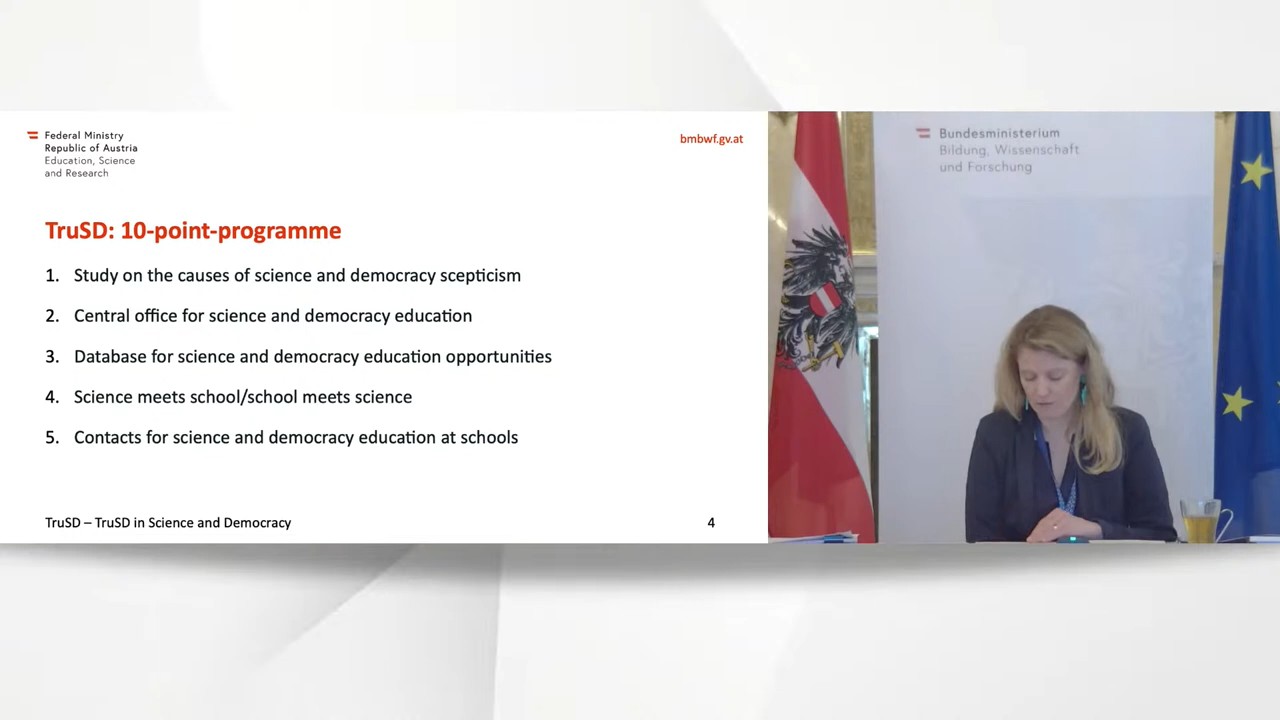 Federal Ministry
Republic of Austria
Education, Science
and Research
bmbwf.gv.at
TruSD: 10-point-programme
1. Study on the causes of science and democracy scepticism
2. Central office for science and democracy education
3. Database for science and democracy education opportunities
4. Science meets school/school meets science
5. Contacts for science and democracy education at schools
TruSD – TruSD in Science and Democracy
4
Bundesministerium
Bildung, Wissenschaft
und Forschung